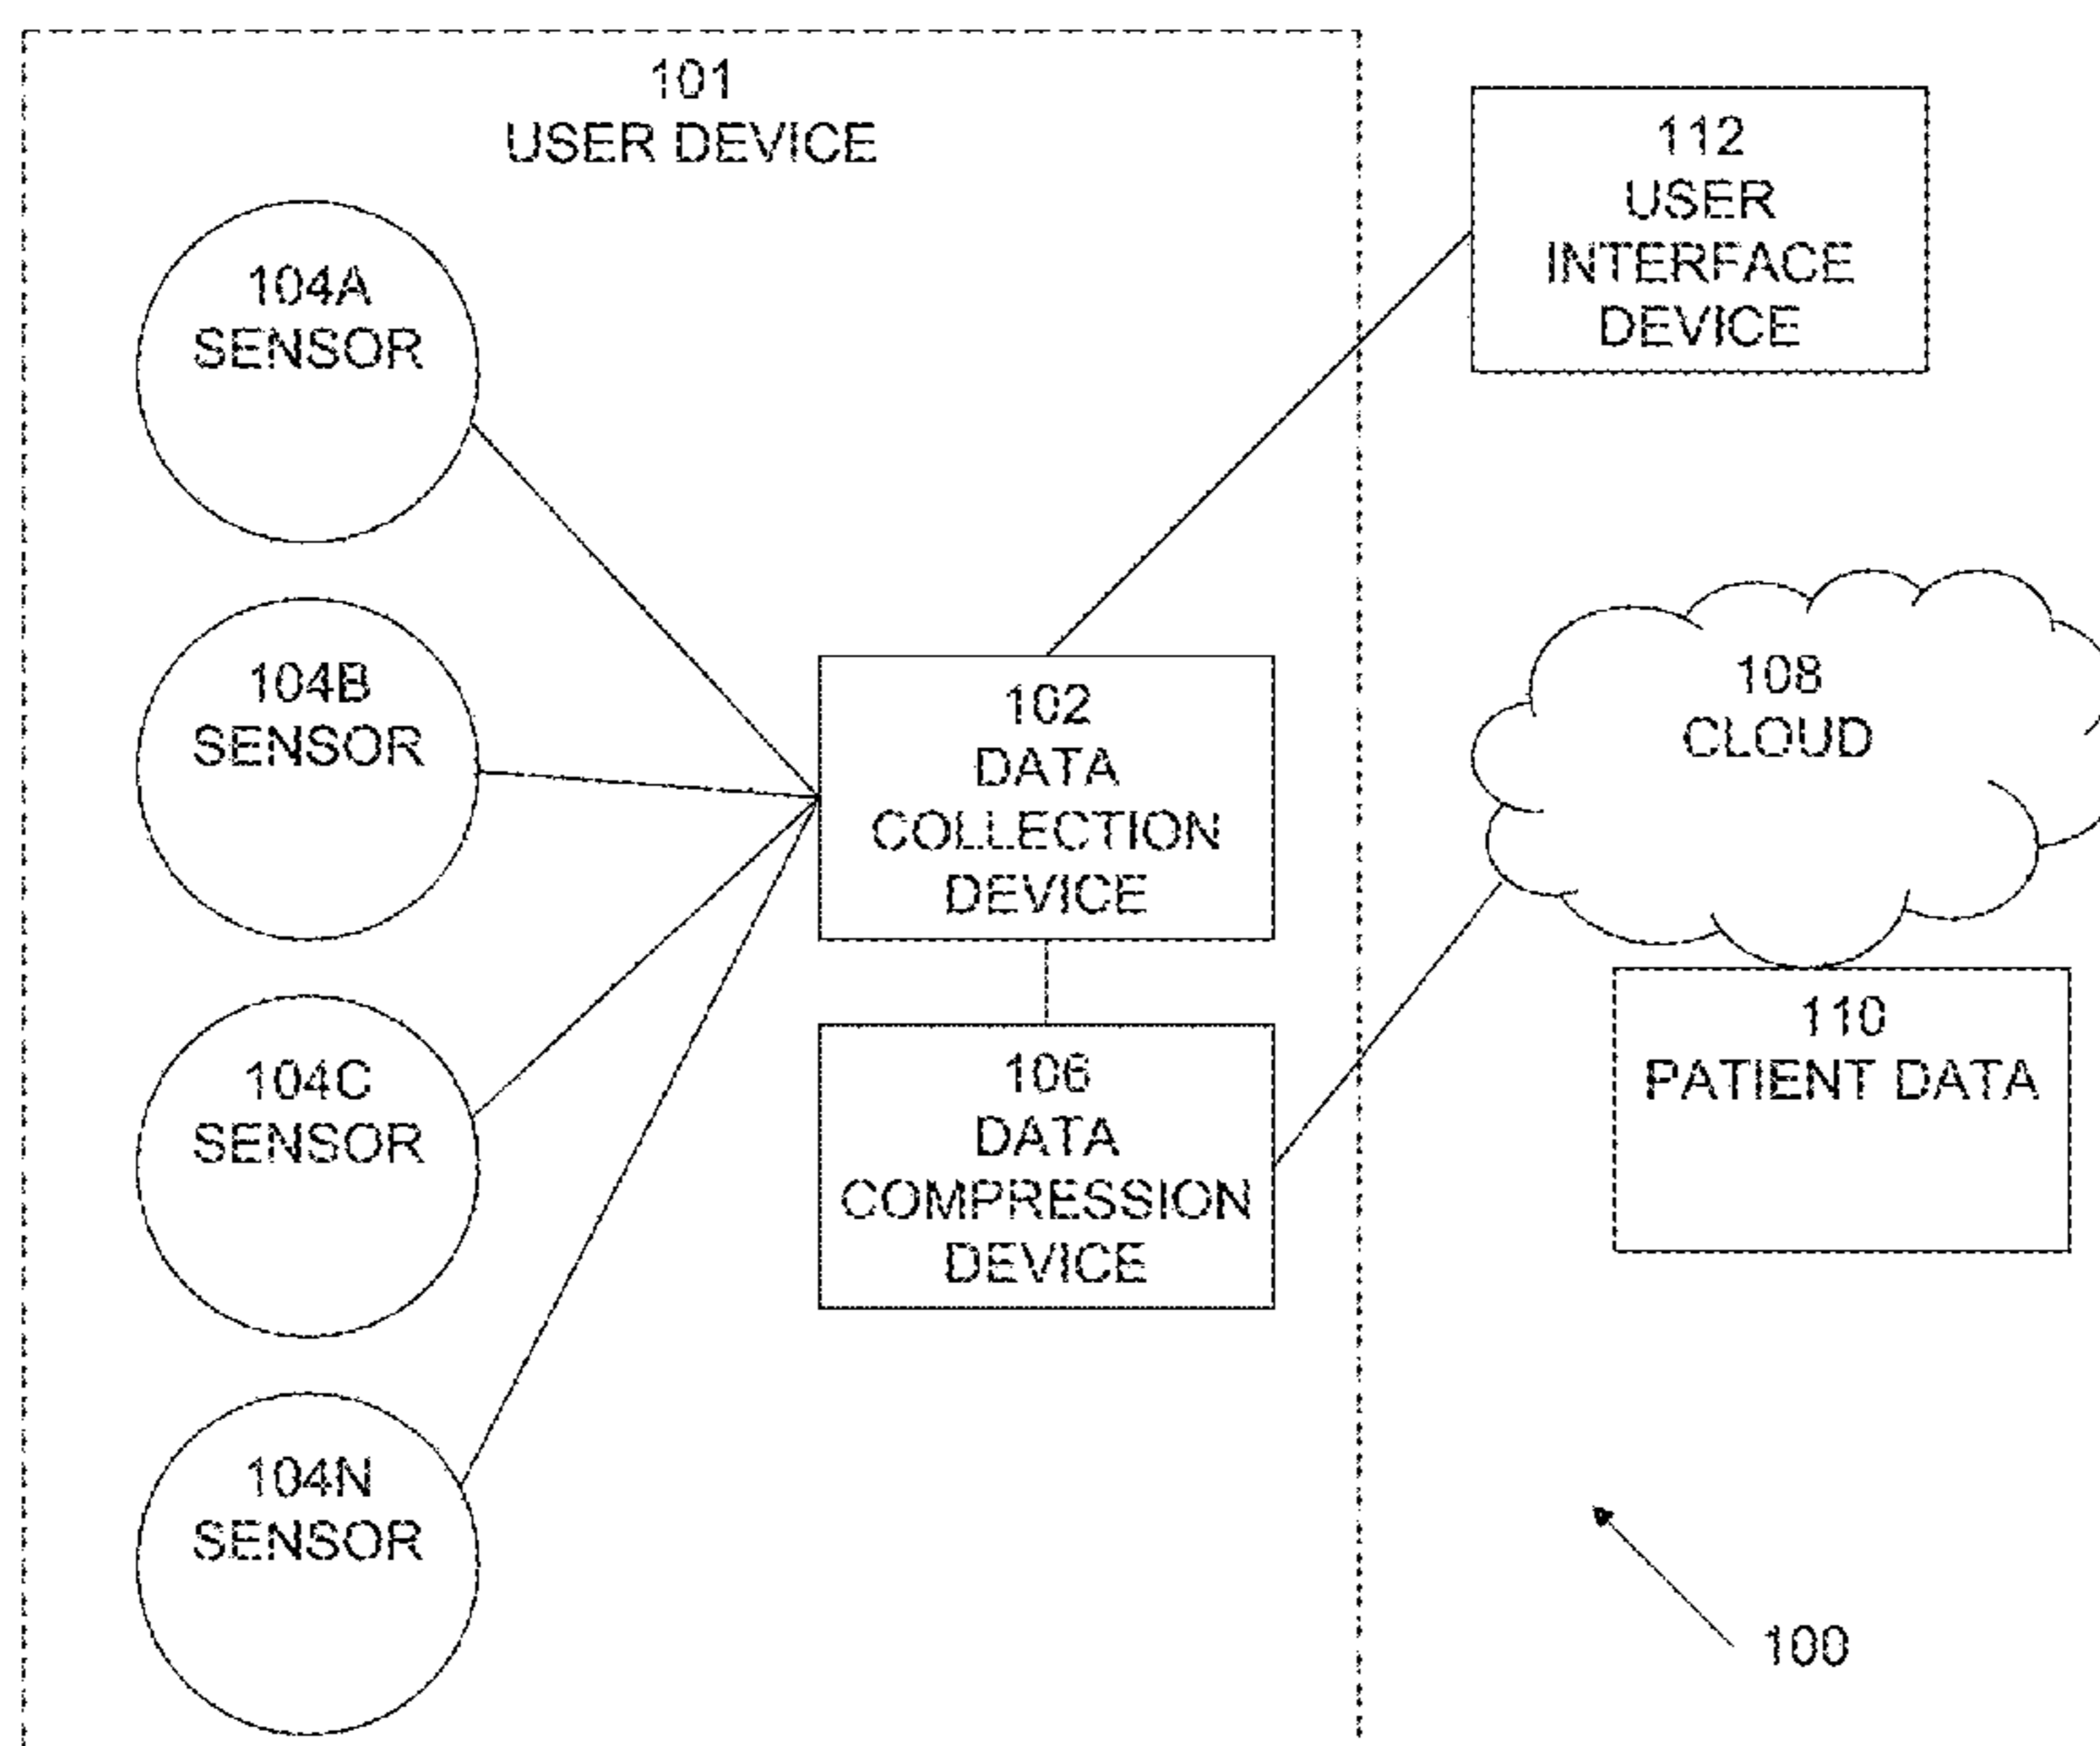 101
USER DEVICE
112
USER
INTERFACE
DEVICE
104A
SENSOR
104B
SENSOR
102
DATA
COLLECTION
DEVICE
108
CLOUD
110
PATIENT DATA
104C
SENSOR
106
DATA
COMPRESSION
DEVICE
104N
SENSOR
100